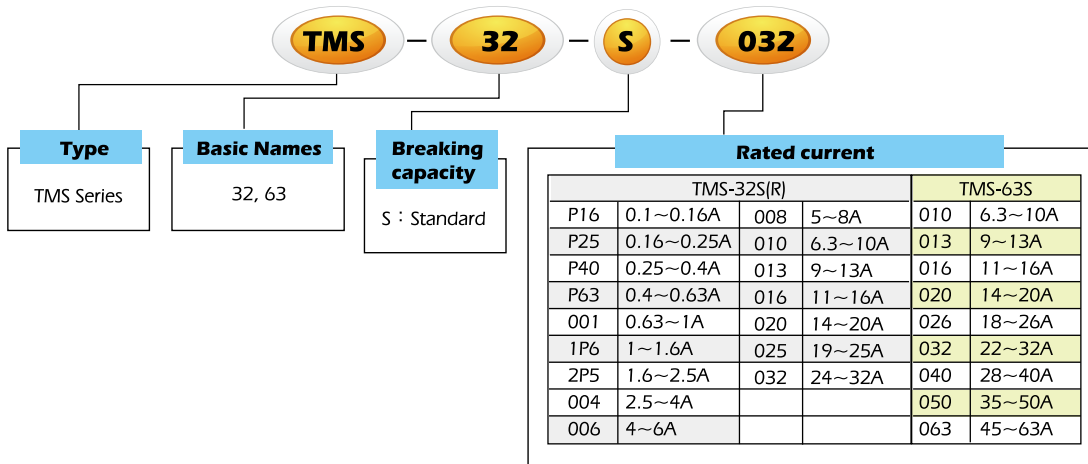 TMS – 32 – S – 032
Type
TMS Series
Basic Names
32, 63
Breaking
capacity
S : Standard
Rated current
TMS-32S(R) TMS-63S
P16 0.1~0.16A 008 5~8A 010 6.3~10A
P25 0.16~0.25A 010 6.3~10A 013 9~13A
P40 0.25~0.4A 013 9~13A 016 11~16A
P63 0.4~0.63A 016 11~16A 020 14~20A
001 0.63~1A 020 14~20A 026 18~26A
1P6 1~1.6A 025 19~25A 032 22~32A
2P5 1.6~2.5A 032 24~32A 040 28~40A
004 2.5~4A 050 35~50A
006 4~6A 063 45~63A